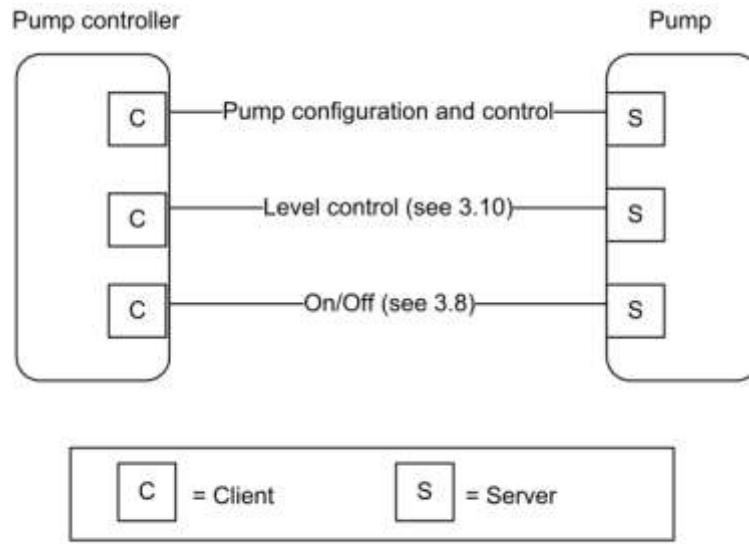 Pump controller Pump
C Pump configuration and control S
C Level control (see 3.10) S
C On/Off (see 3.8) S
C = Client S = Server